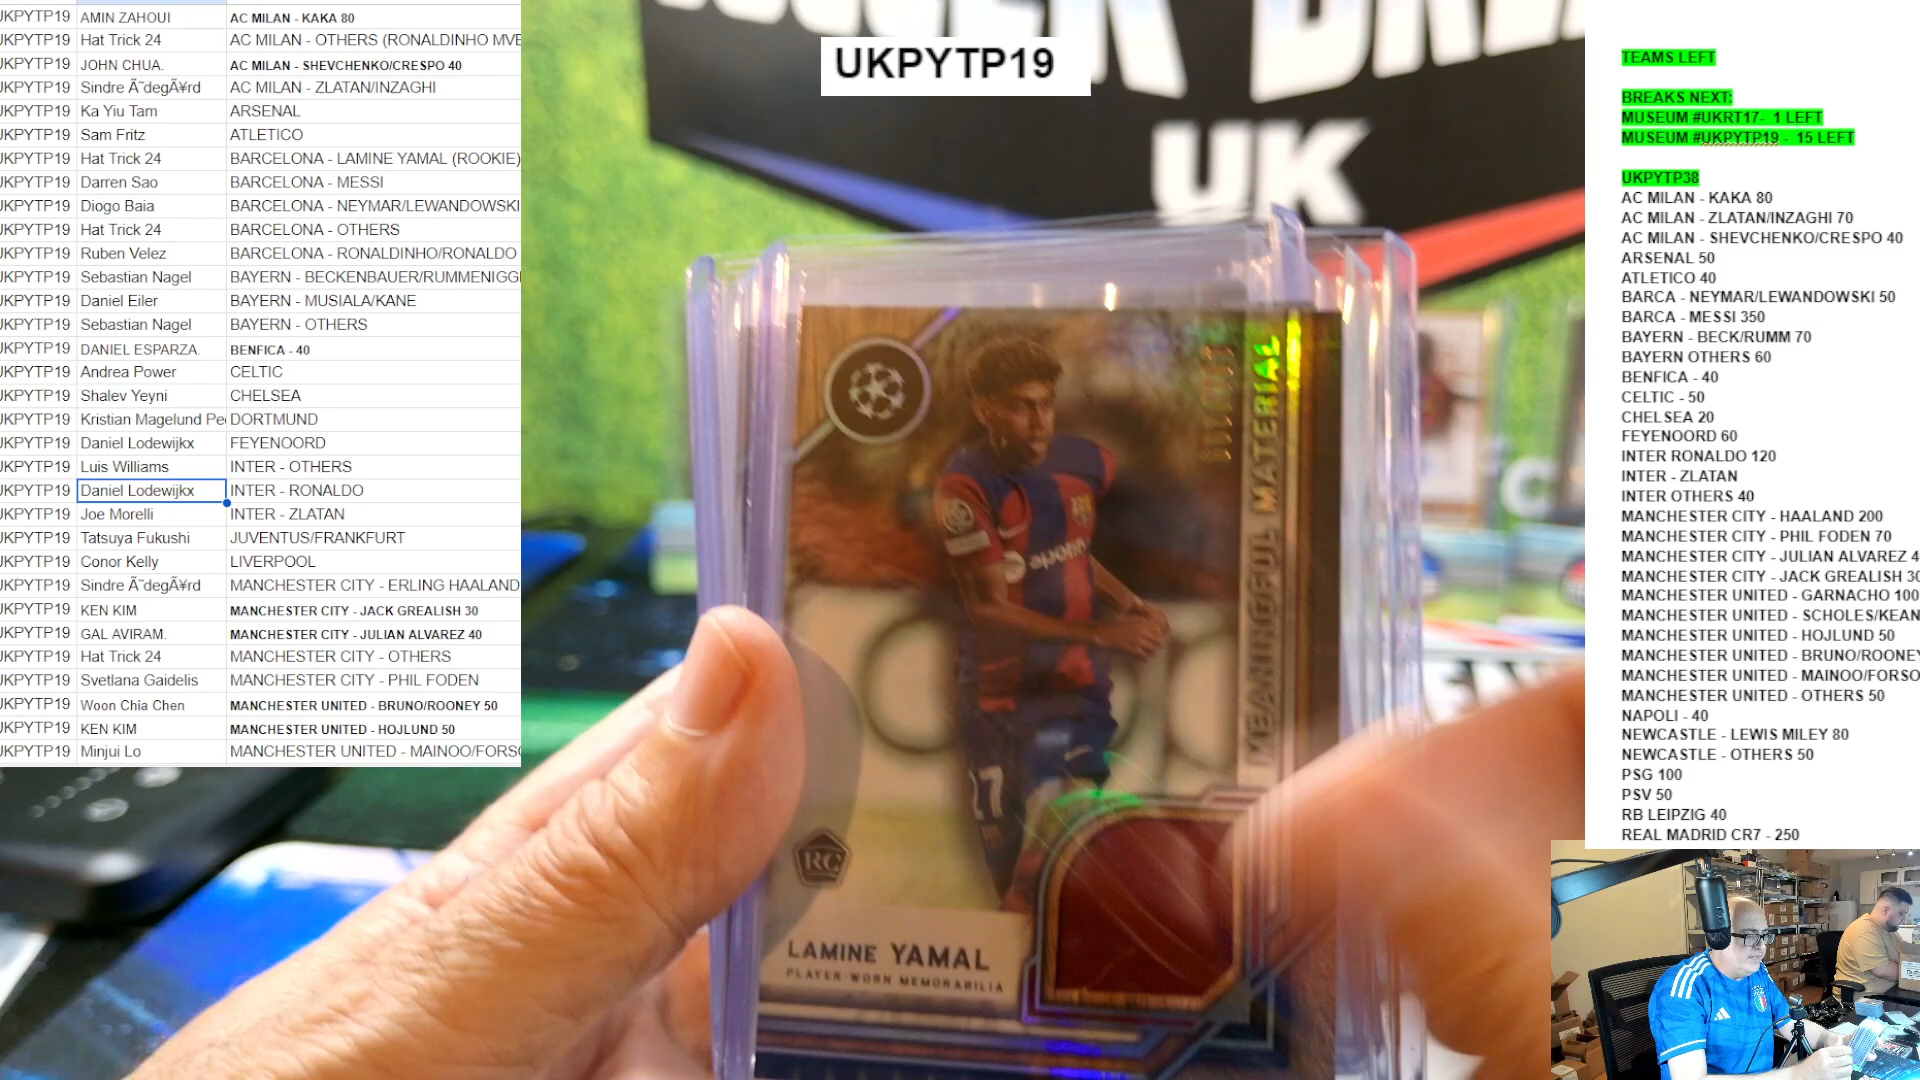 UKPYTP19 AMIN ZAHOUI AC MILAN - KAKA 80
UKPYTP19 Hat Trick 24 AC MILAN - OTHERS (RONALDINHO MVE
UKPYTP19 JOHN CHUA. AC MILAN - SHEVCHENKO/CRESPO 40
UKPYTP19 Sindre Ã˜degÃ¥rd AC MILAN - ZLATAN/INZAGHI
UKPYTP19 Ka Yiu Tam ARSENAL
UKPYTP19 Sam Fritz ATLETICO
UKPYTP19 Hat Trick 24 BARCELONA - LAMINE YAMAL (ROOKIE)
UKPYTP19 Darren Sao BARCELONA - MESSI
UKPYTP19 Diogo Baia BARCELONA - NEYMAR/LEWANDOWSKI
UKPYTP19 Hat Trick 24 BARCELONA - OTHERS
UKPYTP19 Ruben Velez BARCELONA - RONALDINHO/RONALDO
UKPYTP19 Sebastian Nagel BAYERN - BECKENBAUER/RUMMENIGG
UKPYTP19 Daniel Eiler BAYERN - MUSIALA/KANE
UKPYTP19 Sebastian Nagel BAYERN - OTHERS
UKPYTP19 DANIEL ESPARZA. BENFICA - 40
UKPYTP19 Andrea Power CELTIC
UKPYTP19 Shalev Yeyni CHELSEA
UKPYTP19 Kristian Magelund Pe DORTMUND
UKPYTP19 Daniel Lodewijkx FEYENOORD
UKPYTP19 Luis Williams INTER - OTHERS
UKPYTP19 Daniel Lodewijkx INTER - RONALDO
UKPYTP19 Joe Morelli INTER - ZLATAN
UKPYTP19 Tatsuya Fukushi JUVENTUS/FRANKFURT
UKPYTP19 Conor Kelly LIVERPOOL
UKPYTP19 Sindre Ã˜degÃ¥rd MANCHESTER CITY - ERLING HAALAND
UKPYTP19 KEN KIM MANCHESTER CITY - JACK GREALISH 30
UKPYTP19 GAL AVIRAM. MANCHESTER CITY - JULIAN ALVAREZ 40
UKPYTP19 Hat Trick 24 MANCHESTER CITY - OTHERS
UKPYTP19 Svetlana Gaidelis MANCHESTER CITY - PHIL FODEN
UKPYTP19 Woon Chia Chen MANCHESTER UNITED - BRUNO/ROONEY 50
UKPYTP19 KEN KIM MANCHESTER UNITED - HOJLUND 50
UKPYTP19 Minjui Lo MANCHESTER UNITED - MAINOO/FORSO
UKPYTP19
UK
MEANINGFUL MATERIAL
17
RC
LAMINE YAMAL
PLAYER-WORN MEMORABILIA
TEAMS LEFT
BREAKS NEXT:
MUSEUM #UKRT17- 1 LEFT
MUSEUM #UKPYTP19 - 15 LEFT
UKPYTP38
AC MILAN - KAKA 80
AC MILAN - ZLATAN/INZAGHI 70
AC MILAN - SHEVCHENKO/CRESPO 40
ARSENAL 50
ATLETICO 40
BARCA - NEYMAR/LEWANDOWSKI 50
BARCA - MESSI 350
BAYERN - BECK/RUMM 70
BAYERN OTHERS 60
BENFICA - 40
CELTIC - 50
CHELSEA 20
FEYENOORD 60
INTER RONALDO 120
INTER - ZLATAN
INTER OTHERS 40
MANCHESTER CITY - HAALAND 200
MANCHESTER CITY - PHIL FODEN 70
MANCHESTER CITY - JULIAN ALVAREZ 4
MANCHESTER CITY - JACK GREALISH 30
MANCHESTER UNITED - GARNACHO 100
MANCHESTER UNITED - SCHOLES/KEAN
MANCHESTER UNITED - HOJLUND 50
MANCHESTER UNITED - BRUNO/ROONEY
MANCHESTER UNITED - MAINOO/FORSO
MANCHESTER UNITED - OTHERS 50
NAPOLI - 40
NEWCASTLE - LEWIS MILEY 80
NEWCASTLE - OTHERS 50
PSG 100
PSV 50
RB LEIPZIG 40
REAL MADRID CR7 - 250